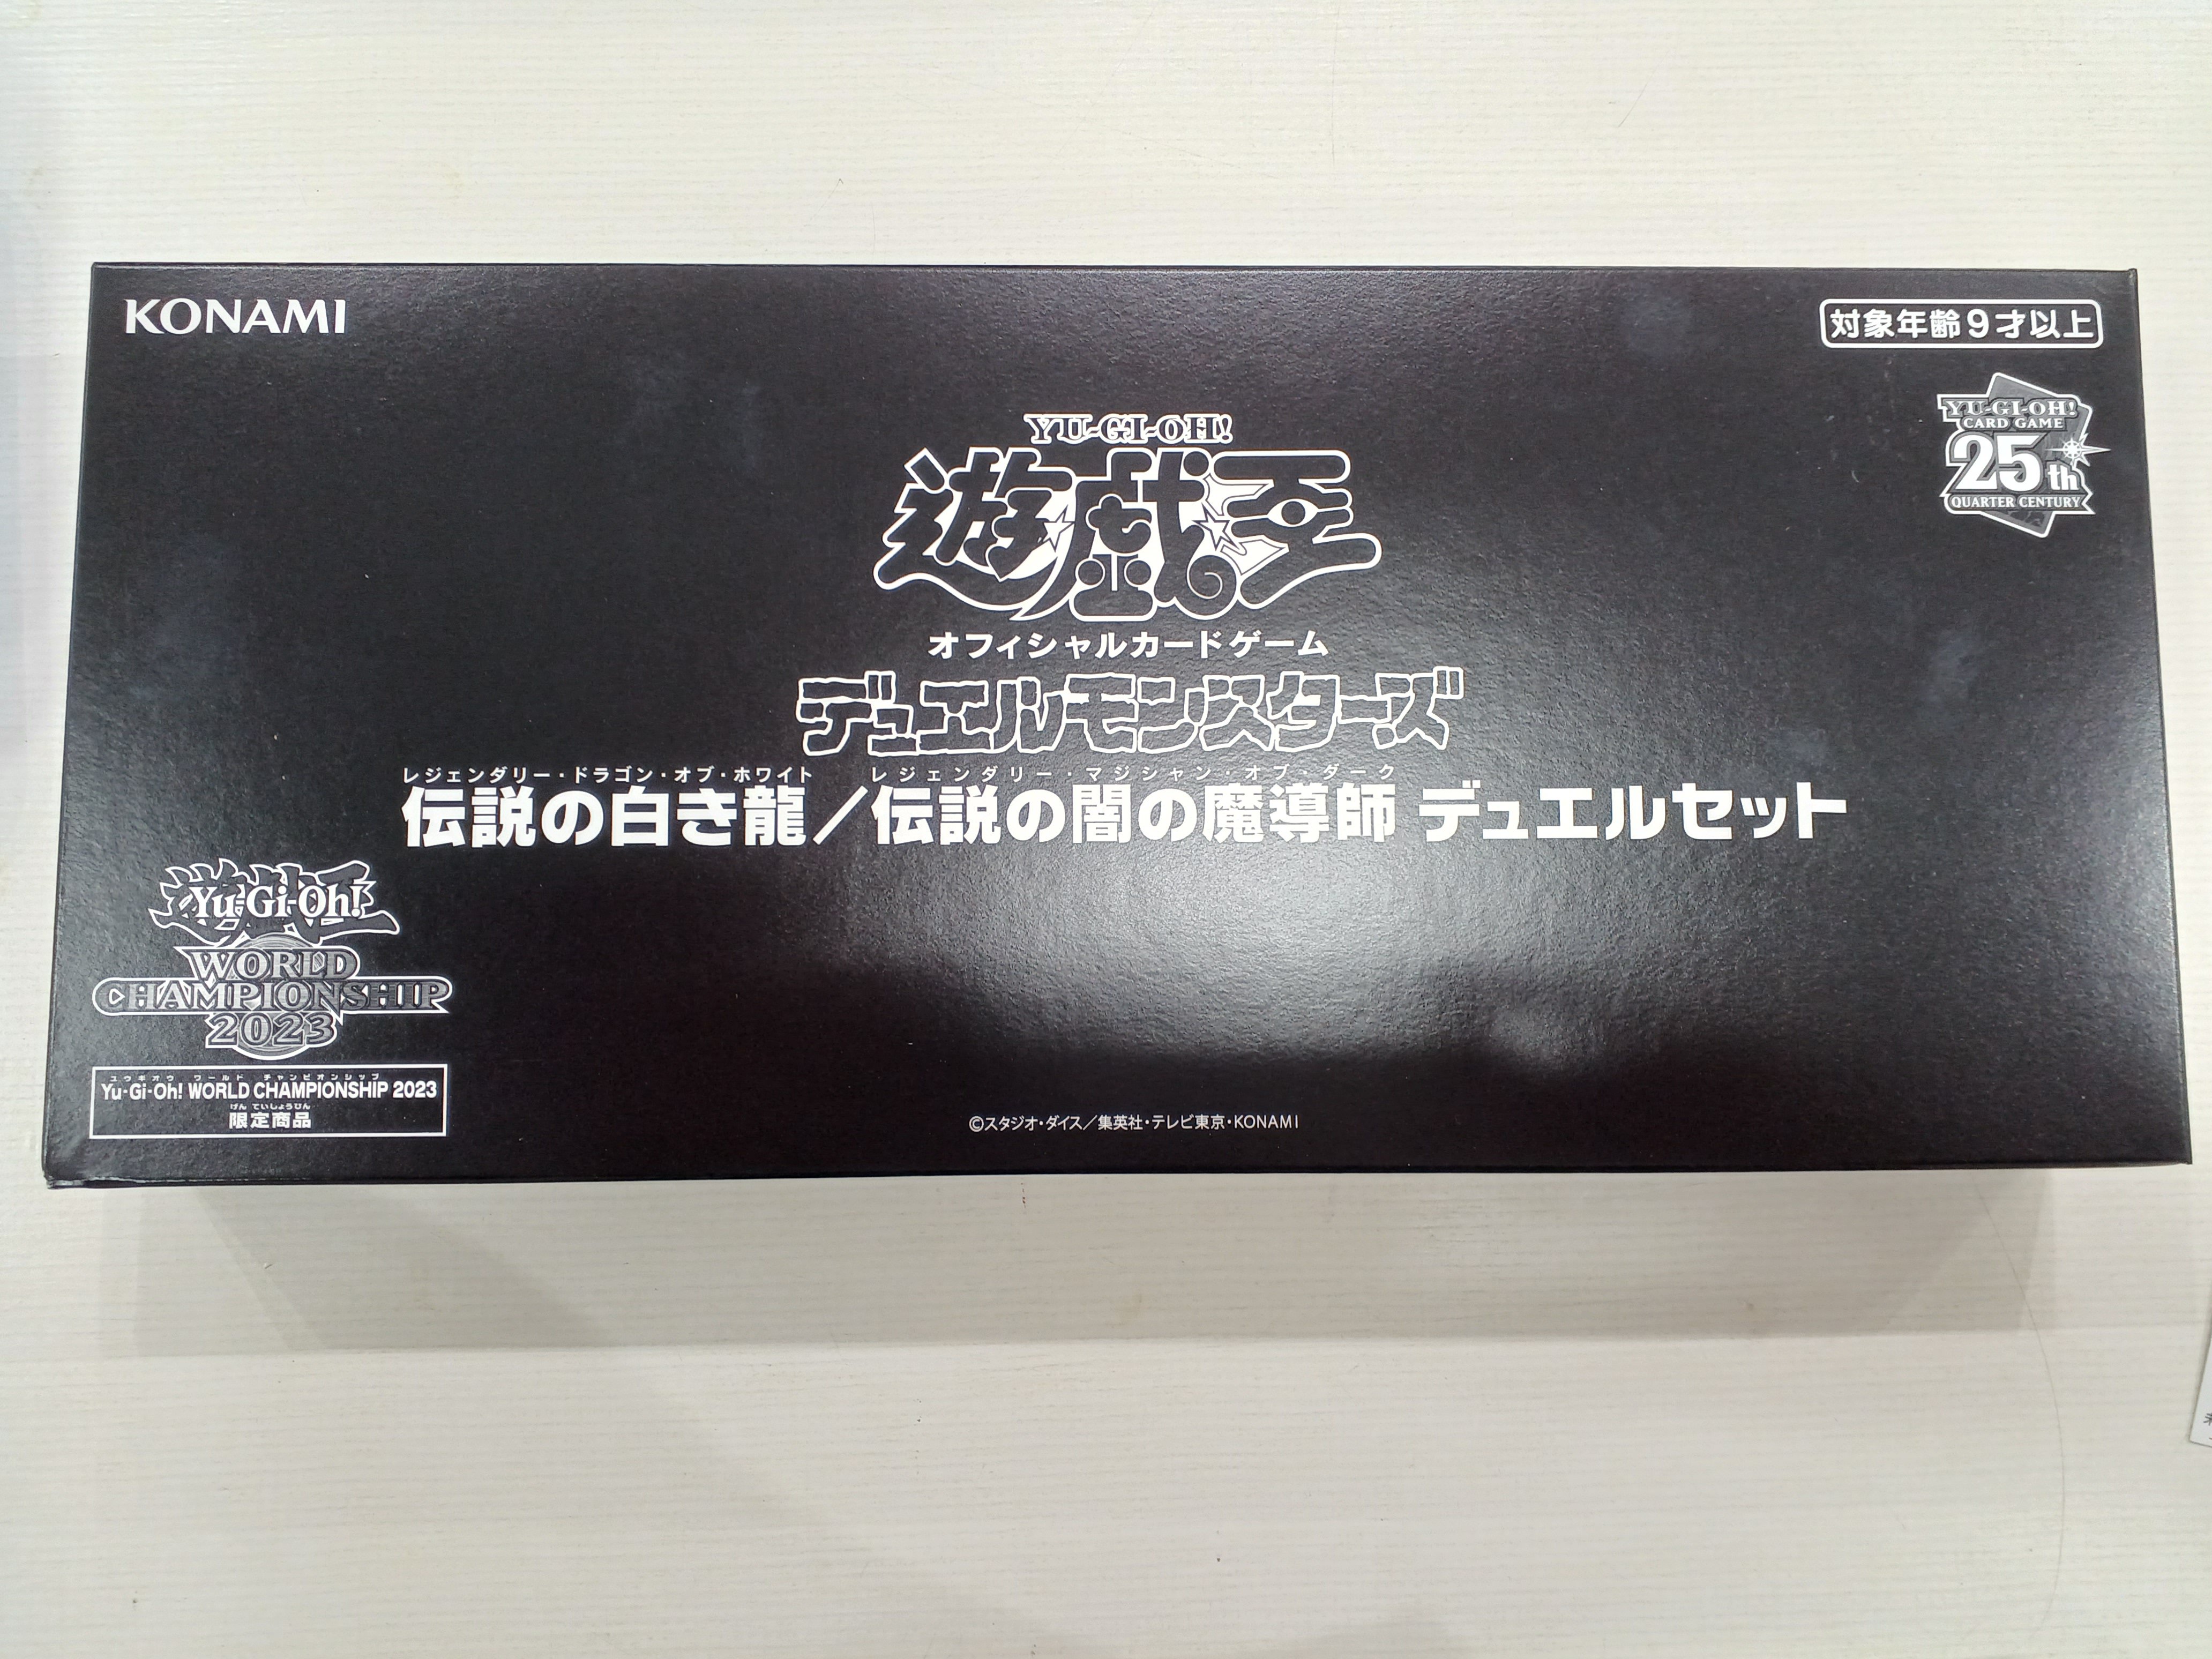 KONAMI
対象年齢9才以上
YU-GI-OH!
CARD GAME
25th
QUARTER CENTURY
YU-GI-OH!
遊戯王
オフィシャルカードゲーム
デュエルモンスターズ
レジェンダリー・ドラゴン・オブ・ホワイト レジェンダリー・マジシャン・オブ・ダーク
伝説の白き龍/伝説の闇の魔導師 デュエルセット
遊戯王
Yu-Gi-Oh!
WORLD
CHAMPIONSHIP
2023
ユウギオウ ワールド チャンピオンシップ
Yu-Gi-Oh! WORLD CHAMPIONSHIP 2023
げんていしょうひん
限定商品
©スタジオ・ダイス/集英社・テレビ東京・KONAMI